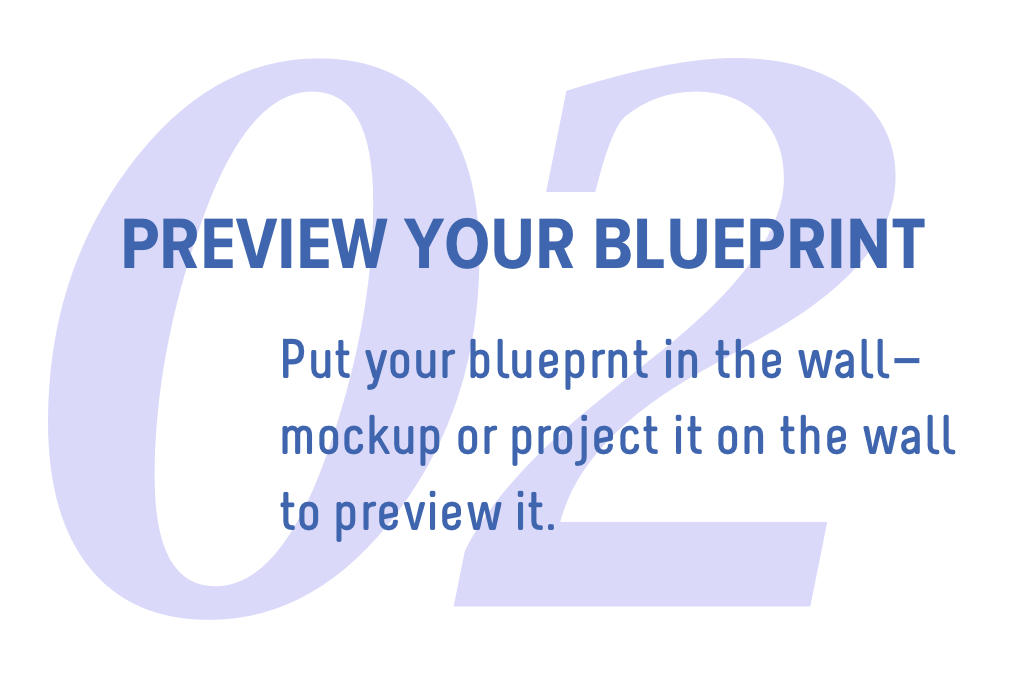 02
PREVIEW YOUR BLUEPRINT
Put your blueprnt in the wall–
mockup or project it on the wall
to preview it.